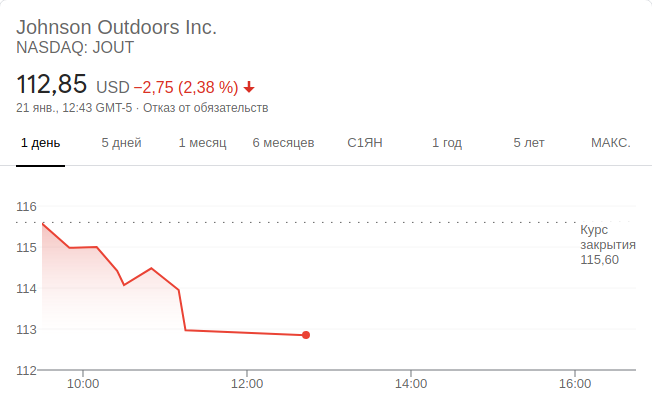 Johnson Outdoors Inc.
NASDAQ: JOUT
112,85 USD −2,75 (2,38 %)
21 янв., 12:43 GMT-5 · Отказ от обязательств
1 день 5 дней 1 месяц 6 месяцев С1ЯН 1 год 5 лет МАКС.
116
Курс
закрытия
115,60
115
114
113
112
10:00 12:00 14:00 16:00